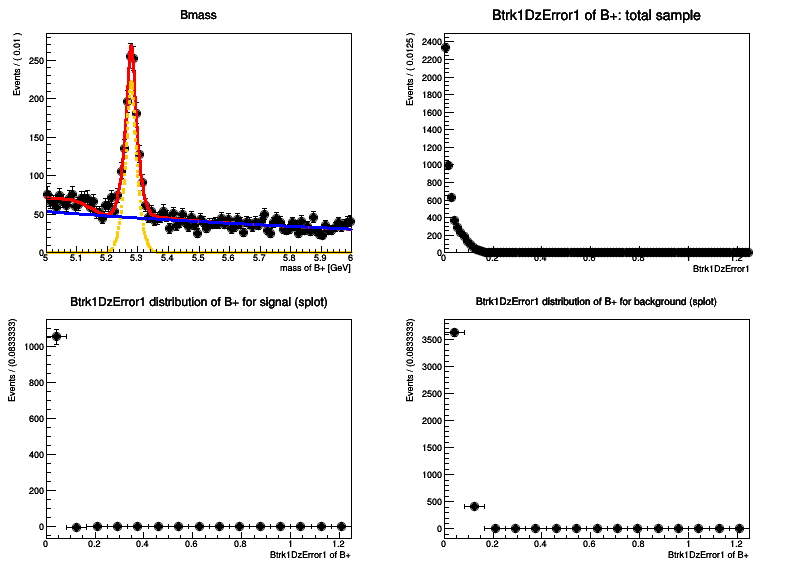 Bmass
Events / ( 0.01 )
250
200
150
100
50
0
5 5.1 5.2 5.3 5.4 5.5 5.6 5.7 5.8 5.9 6
mass of B+ [GeV]
Btrk1DzError1 of B+: total sample
Events / ( 0.0125 )
2400
2200
2000
1800
1600
1400
1200
1000
800
600
400
200
0
0 0.2 0.4 0.6 0.8 1 1.2
Btrk1DzError1
Btrk1DzError1 distribution of B+ for signal (splot)
Events / (0.0833333)
1000
800
600
400
200
0
0 0.2 0.4 0.6 0.8 1 1.2
Btrk1DzError1 of B+
Btrk1DzError1 distribution of B+ for background (splot)
Events / (0.0833333)
3500
3000
2500
2000
1500
1000
500
0
0 0.2 0.4 0.6 0.8 1 1.2
Btrk1DzError1 of B+